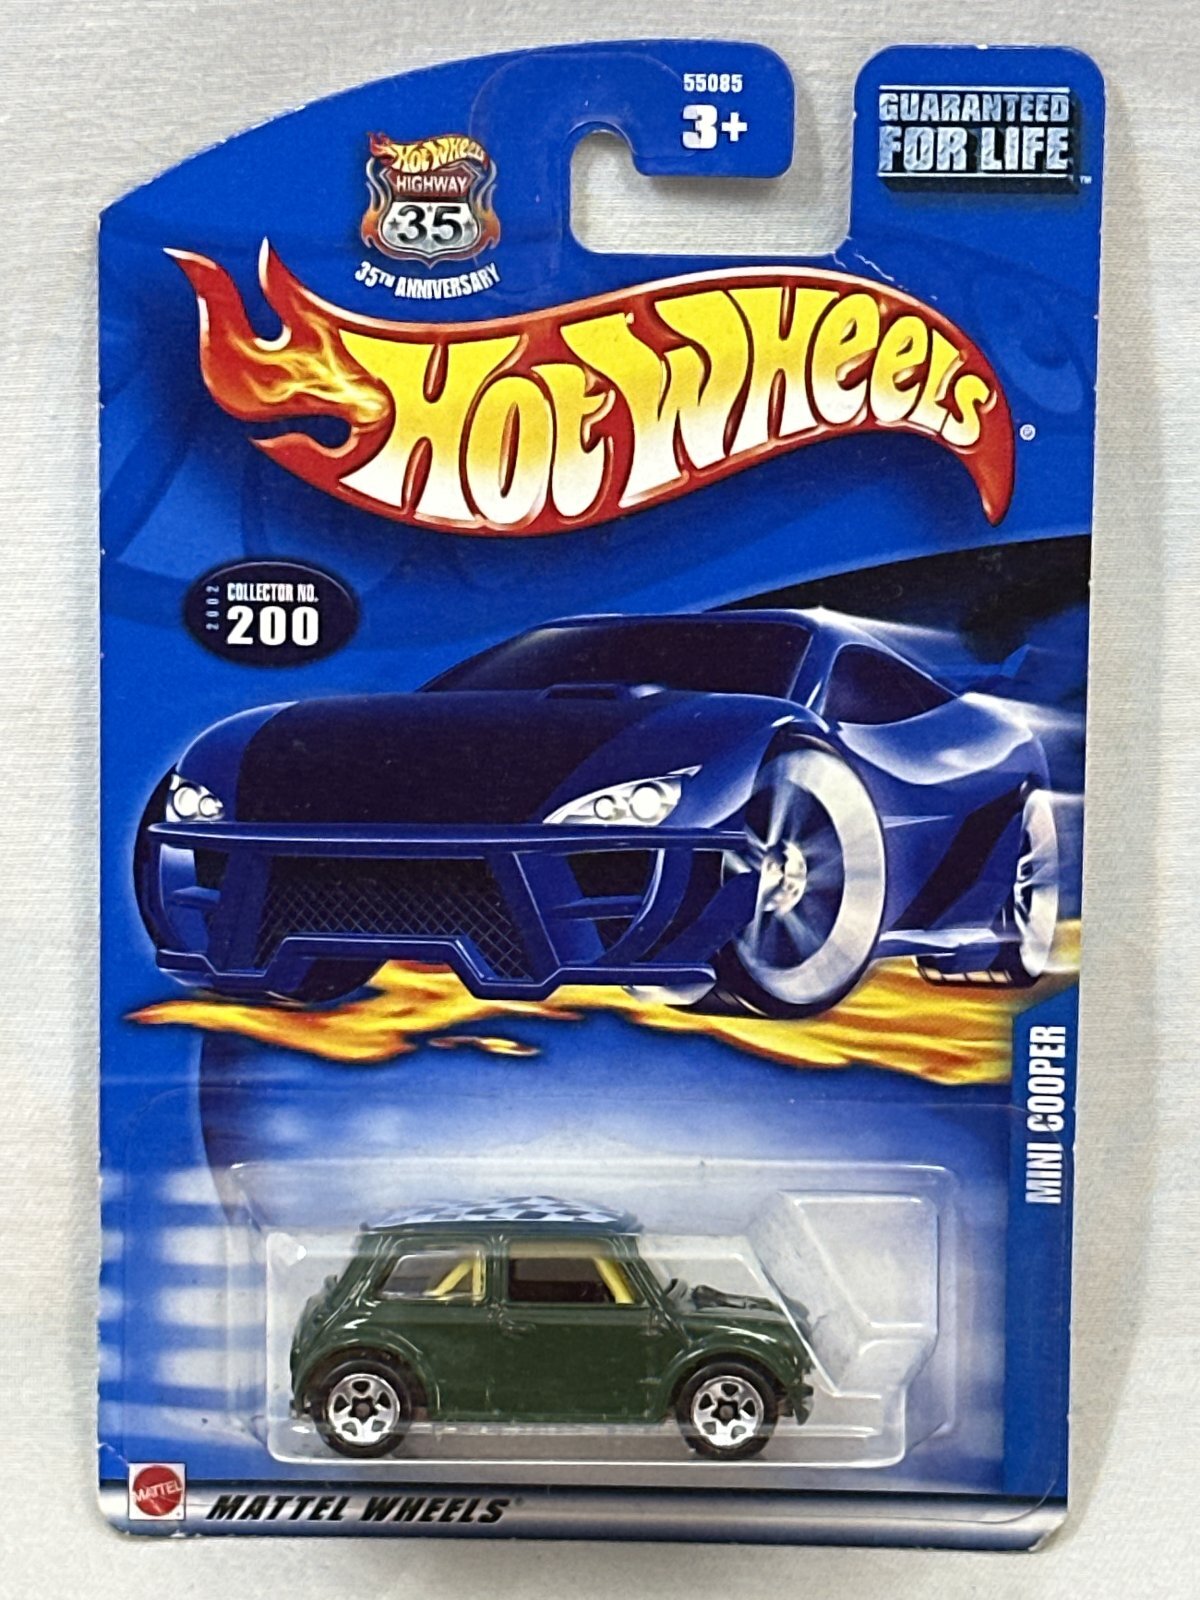 55085
3+
GUARANTEED
FOR LIFE™
HOT WHEELS
HIGHWAY
35
35TH ANNIVERSARY
HOT WHEELS®
2002
COLLECTOR NO.
200
MINI COOPER
MATTEL
MATTEL WHEELS